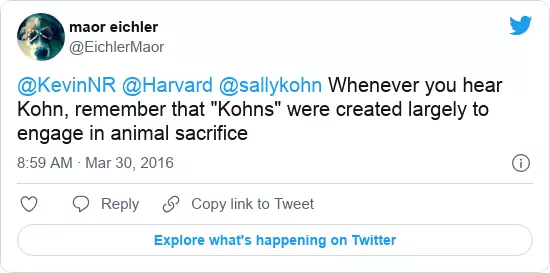 maor eichler
@EichlerMaor
@KevinNR @Harvard @sallykohn Whenever you hear
Kohn, remember that "Kohns" were created largely to
engage in animal sacrifice
8:59 AM · Mar 30, 2016
Reply Copy link to Tweet
Explore what's happening on Twitter